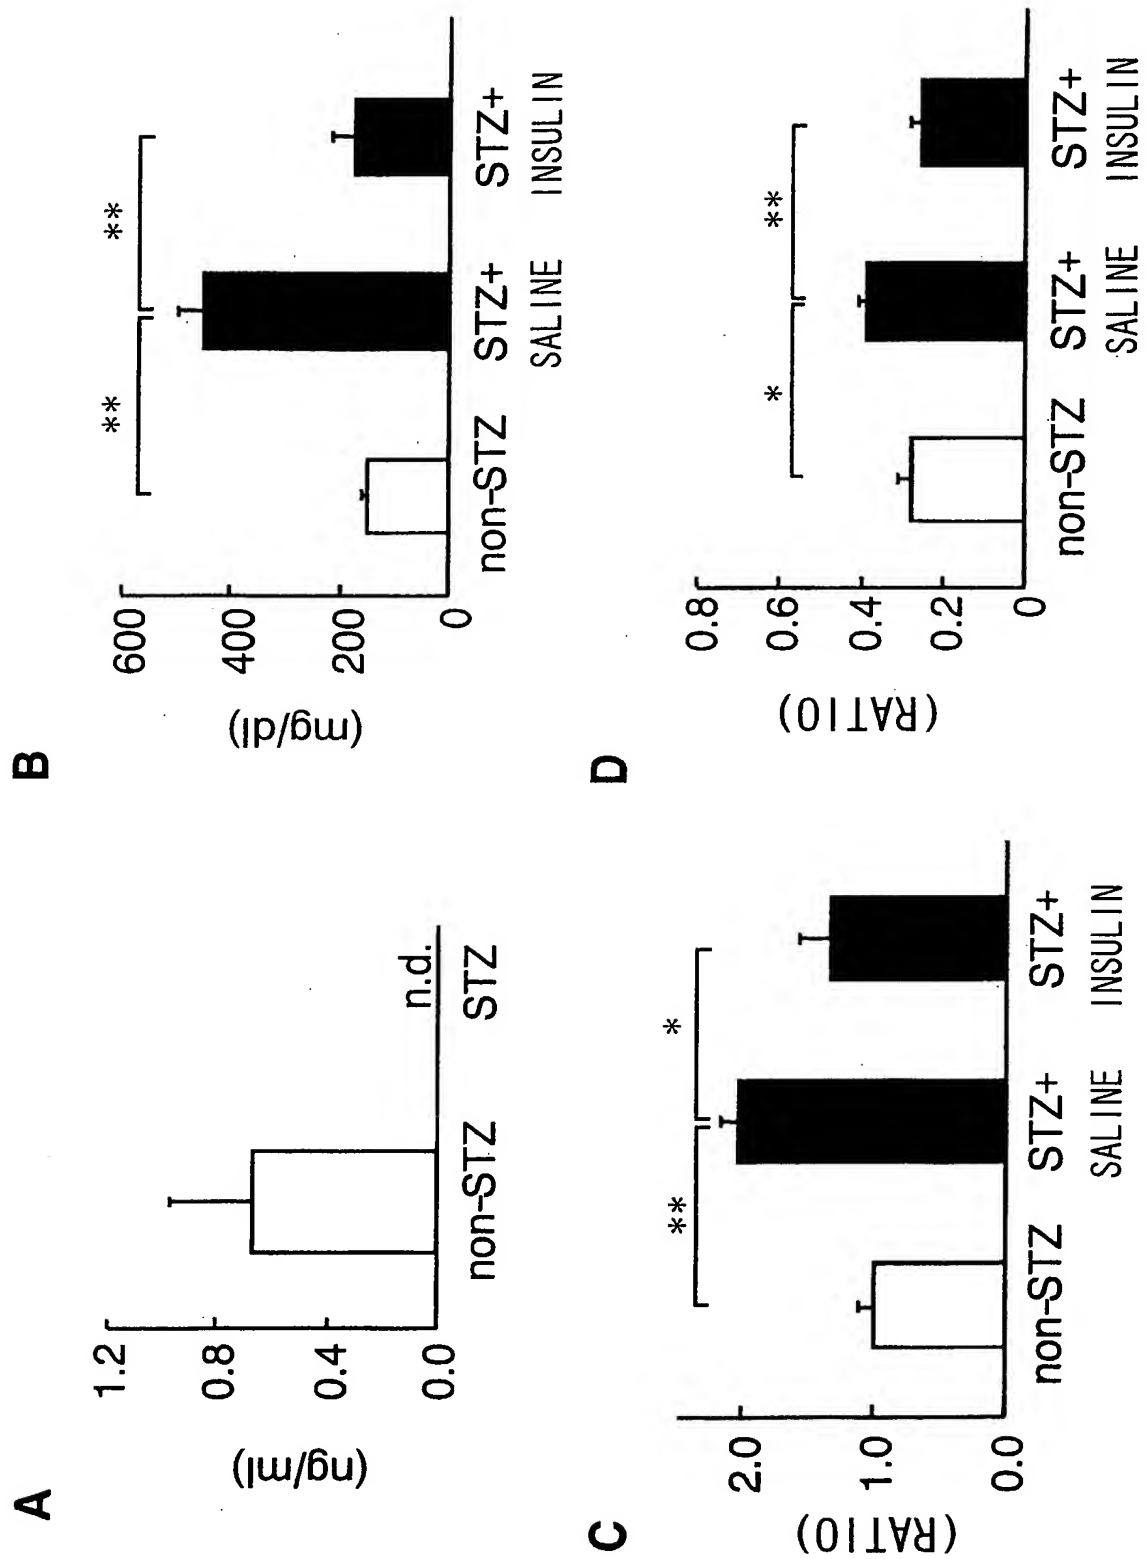 A
(ng/ml)
1.2
0.8
0.4
0.0
n.d.
non-STZ STZ
B
(mg/dl)
600
400
200
0
** **
non-STZ STZ+ STZ+
SALINE INSULIN
C
(RATIO)
2.0
1.0
0.0
** *
non-STZ STZ+ STZ+
SALINE INSULIN
D
(RATIO)
0.8
0.6
0.4
0.2
0
* **
non-STZ STZ+ STZ+
SALINE INSULIN